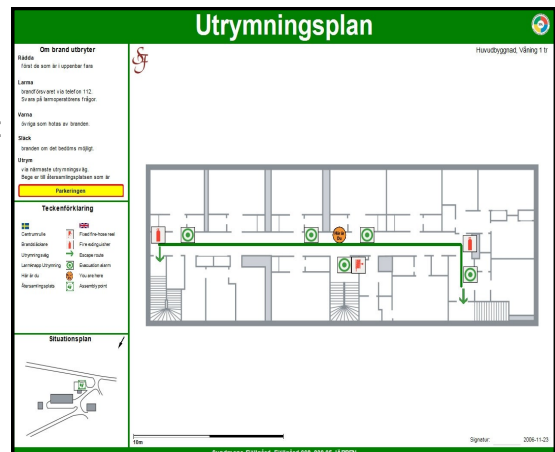 Utrymningsplan
Om brand utbryter
Rädda
först de som är i uppenbar fara
Larma
brandförsvaret via telefon 112.
Svara på larmoperatörens frågor.
Varna
övriga som hotas av branden.
Släck
branden om det bedöms möjligt.
Utrym
via närmaste utrymningsväg.
Bege er till återsamlingsplatsen som är
Parkeringen
Teckenförklaring
Centrumrulle Fixed fire-hose reel
Brandsläckare Fire extinguisher
Utrymningsväg Escape route
Larmknapp Utrymning Evacuation alarm
Här är du You are here
Återsamlingsplats Assembly point
Situationsplan
Huvudbyggnad, Våning 1 tr
Här är
Du
10m
Signatur:
2006-11-23